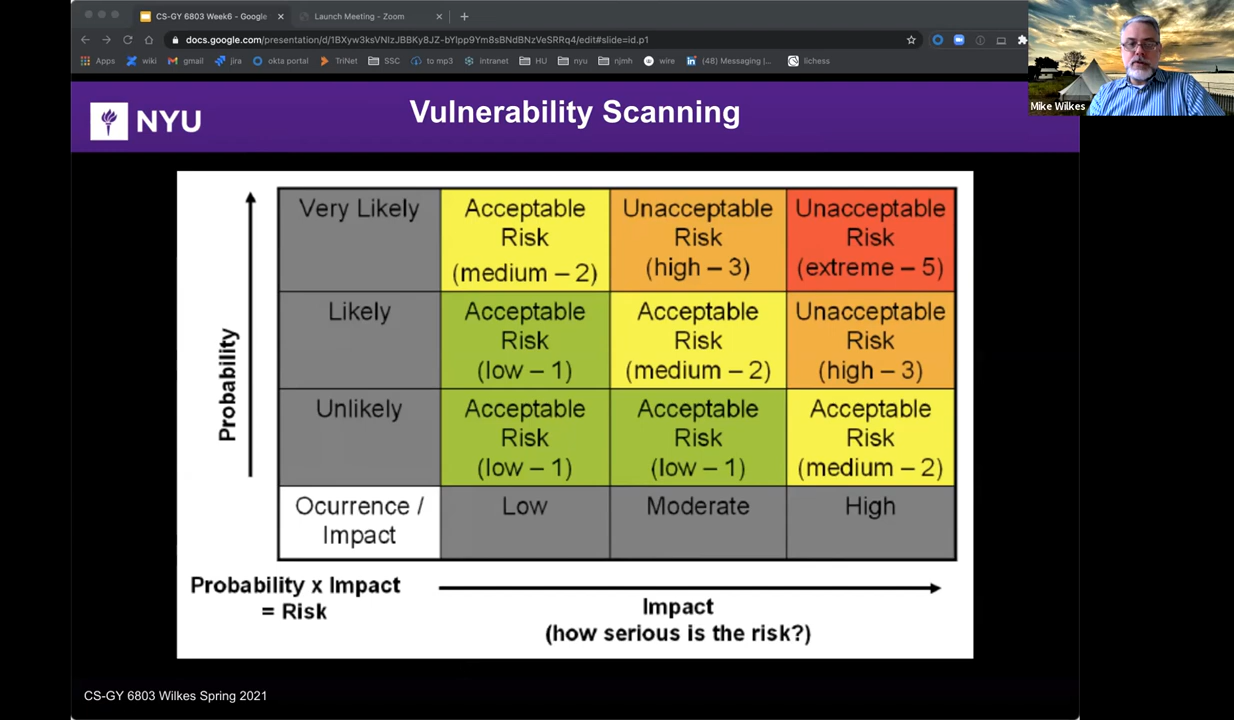 CS-GY 6803 Week6 - Google
Launch Meeting - Zoom
docs.google.com/presentation/d/1BXyw3ksVNlzJBBKy8JZ-bYlpp9Ym8sBNdBNzVeSRRq4/edit#slide=id.p1
Apps wiki gmail jira okta portal TriNet SSC to mp3 intranet HU nyu njmh wire (48) Messaging |... lichess
Mike Wilkes
NYU
Vulnerability Scanning
Very Likely
Acceptable
Risk
(medium – 2)
Unacceptable
Risk
(high – 3)
Unacceptable
Risk
(extreme – 5)
Likely
Acceptable
Risk
(low – 1)
Acceptable
Risk
(medium – 2)
Unacceptable
Risk
(high – 3)
Unlikely
Acceptable
Risk
(low – 1)
Acceptable
Risk
(low – 1)
Acceptable
Risk
(medium – 2)
Ocurrence /
Impact
Low
Moderate
High
Probability
Probability x Impact
= Risk
Impact
(how serious is the risk?)
CS-GY 6803 Wilkes Spring 2021